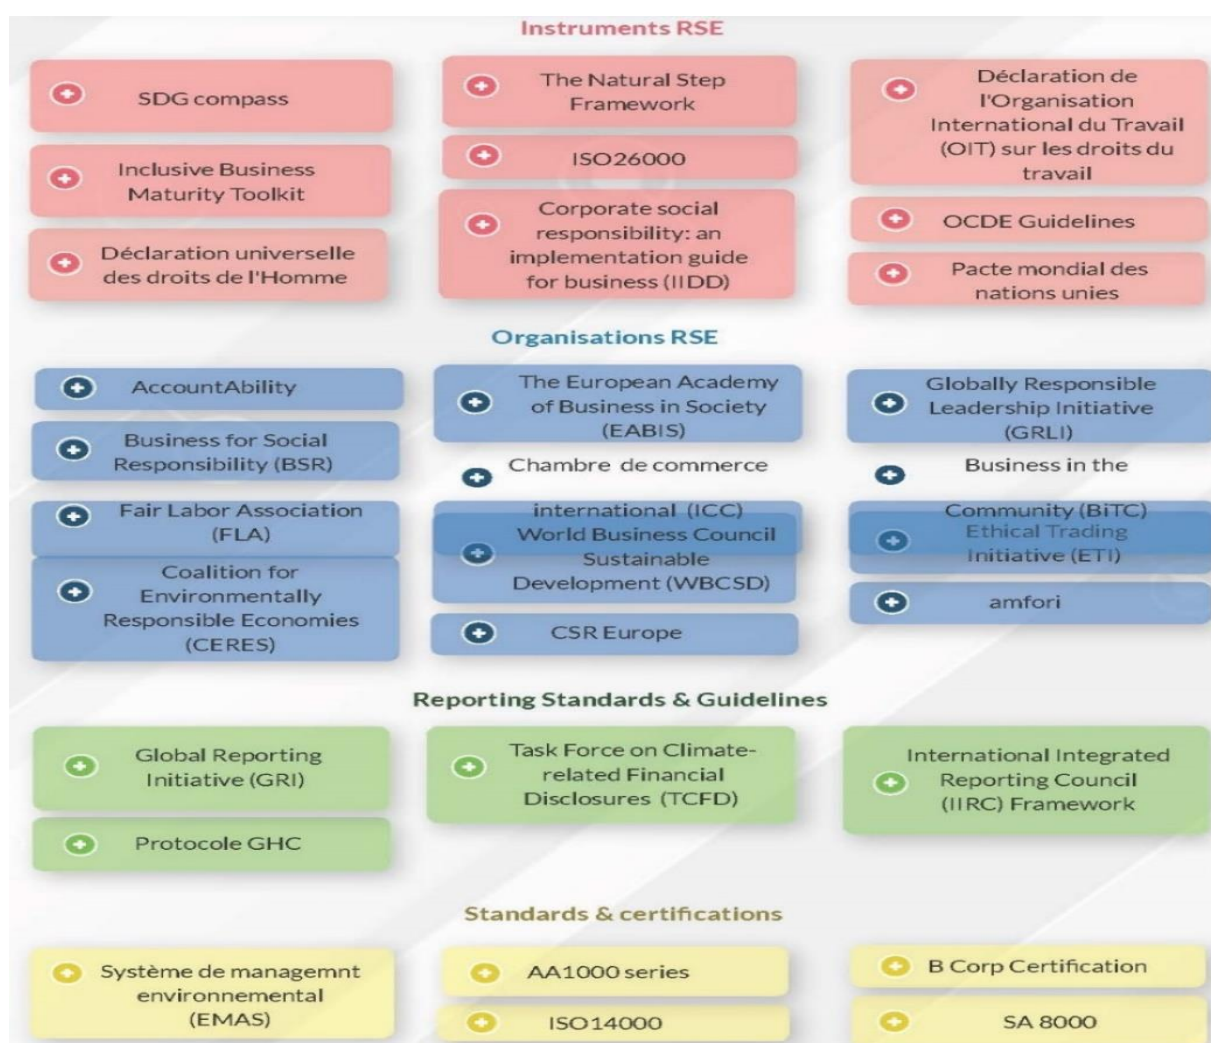 Instruments RSE
SDG compass
Inclusive Business
Maturity Toolkit
Déclaration universelle
des droits de l'Homme
The Natural Step
Framework
ISO26000
Corporate social
responsibility: an
implementation guide
for business (IIDD)
Déclaration de
l'Organisation
International du Travail
(OIT) sur les droits du
travail
OCDE Guidelines
Pacte mondial des
nations unies
Organisations RSE
AccountAbility
Business for Social
Responsibility (BSR)
Fair Labor Association
(FLA)
Coalition for
Environmentally
Responsible Economies
(CERES)
The European Academy
of Business in Society
(EABIS)
Chambre de commerce
international (ICC)
World Business Council
Sustainable
Development (WBCSD)
CSR Europe
Globally Responsible
Leadership Initiative
(GRLI)
Business in the
Community (BiTC)
Ethical Trading
Initiative (ETI)
amfori
Reporting Standards & Guidelines
Global Reporting
Initiative (GRI)
Protocole GHC
Task Force on Climate-
related Financial
Disclosures (TCFD)
International Integrated
Reporting Council
(IIRC) Framework
Standards & certifications
Système de managemnt
environnemental
(EMAS)
AA1000 series
ISO14000
B Corp Certification
SA 8000